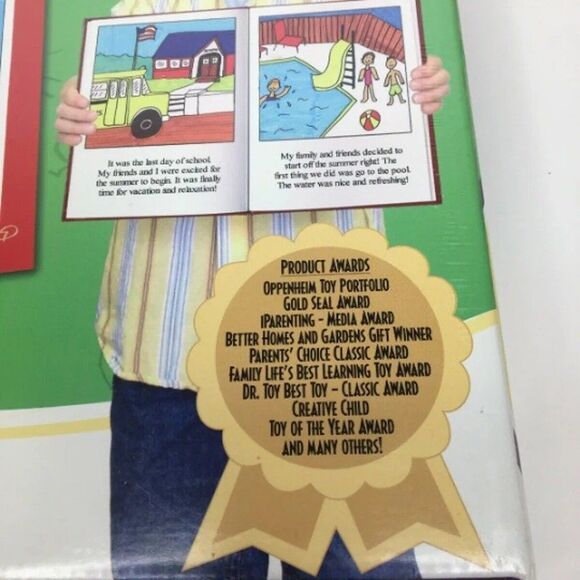 It was the last day of school.
My friends and I were excited for
the summer to begin. It was finally
time for vacation and relaxation!
My family and friends decided to
start off the summer right! The
first thing we did was go to the pool.
The water was nice and refreshing!
PRODUCT AWARDS
OPPENHEIM TOY PORTFOLIO
GOLD SEAL AWARD
iPARENTING - MEDIA AWARD
BETTER HOMES AND GARDENS GIFT WINNER
PARENTS' CHOICE CLASSIC AWARD
FAMILY LIFE'S BEST LEARNING TOY AWARD
DR. TOY BEST TOY - CLASSIC AWARD
CREATIVE CHILD
TOY OF THE YEAR AWARD
AND MANY OTHERS!